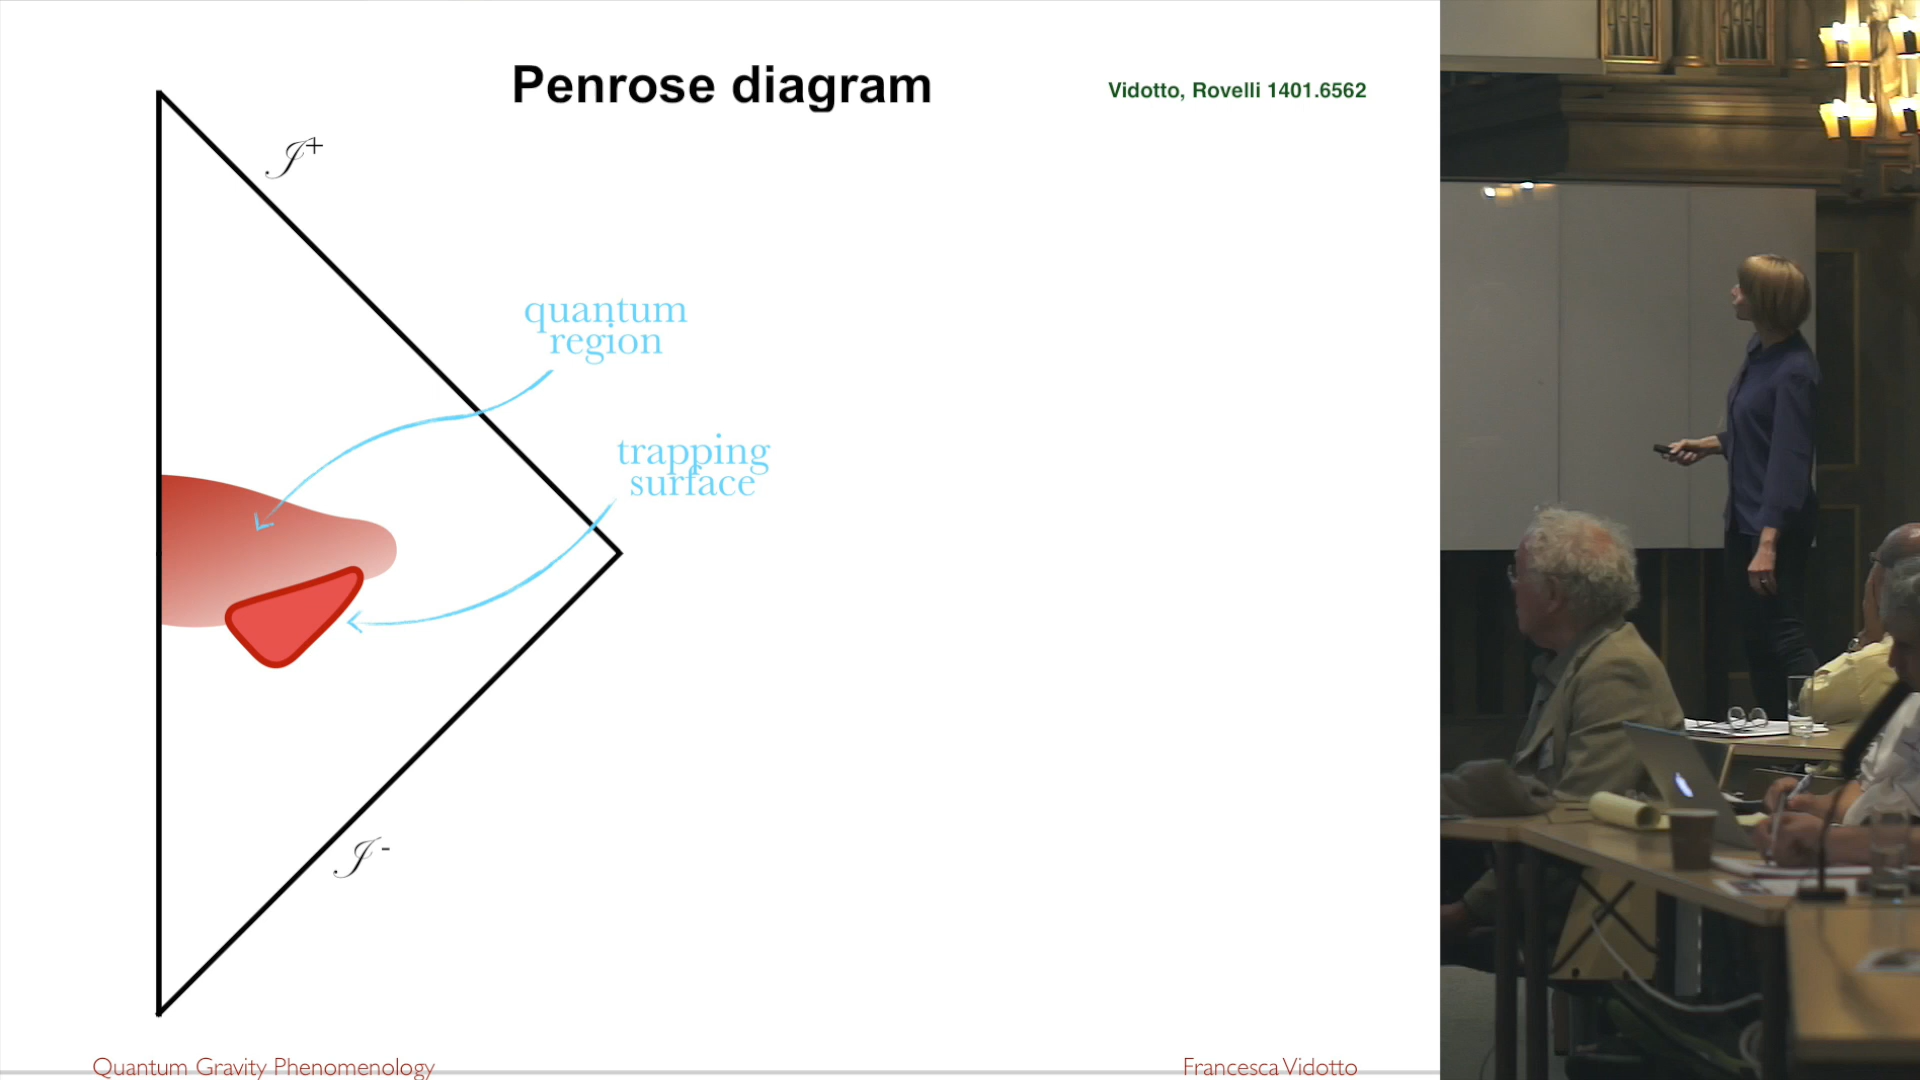 Penrose diagram
Vidotto, Rovelli 1401.6562
𝒥+
quantum
region
trapping
surface
𝒥-
Quantum Gravity Phenomenology
Francesca Vidotto